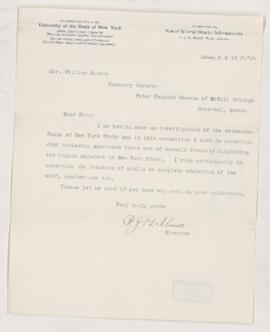 University of the State of New York
New York State Museum
Albany, N. Y.
Sir William Dawson
Honorary Curator
Peter Redpath Museum of McGill College
Montreal, Quebec
Dear Sir:-
I am having made an investigation of the mammalian
fauna of New York State and in this connection I wish to ascertain
what authentic specimens there are of animals formerly inhabiting
the region adjacent to New York State. I wish particularly to
ascertain the location of skulls or complete skeletons of the
wolf, panther and elk.
Please let me know if you have any such in your collection.
Very truly yours
Director